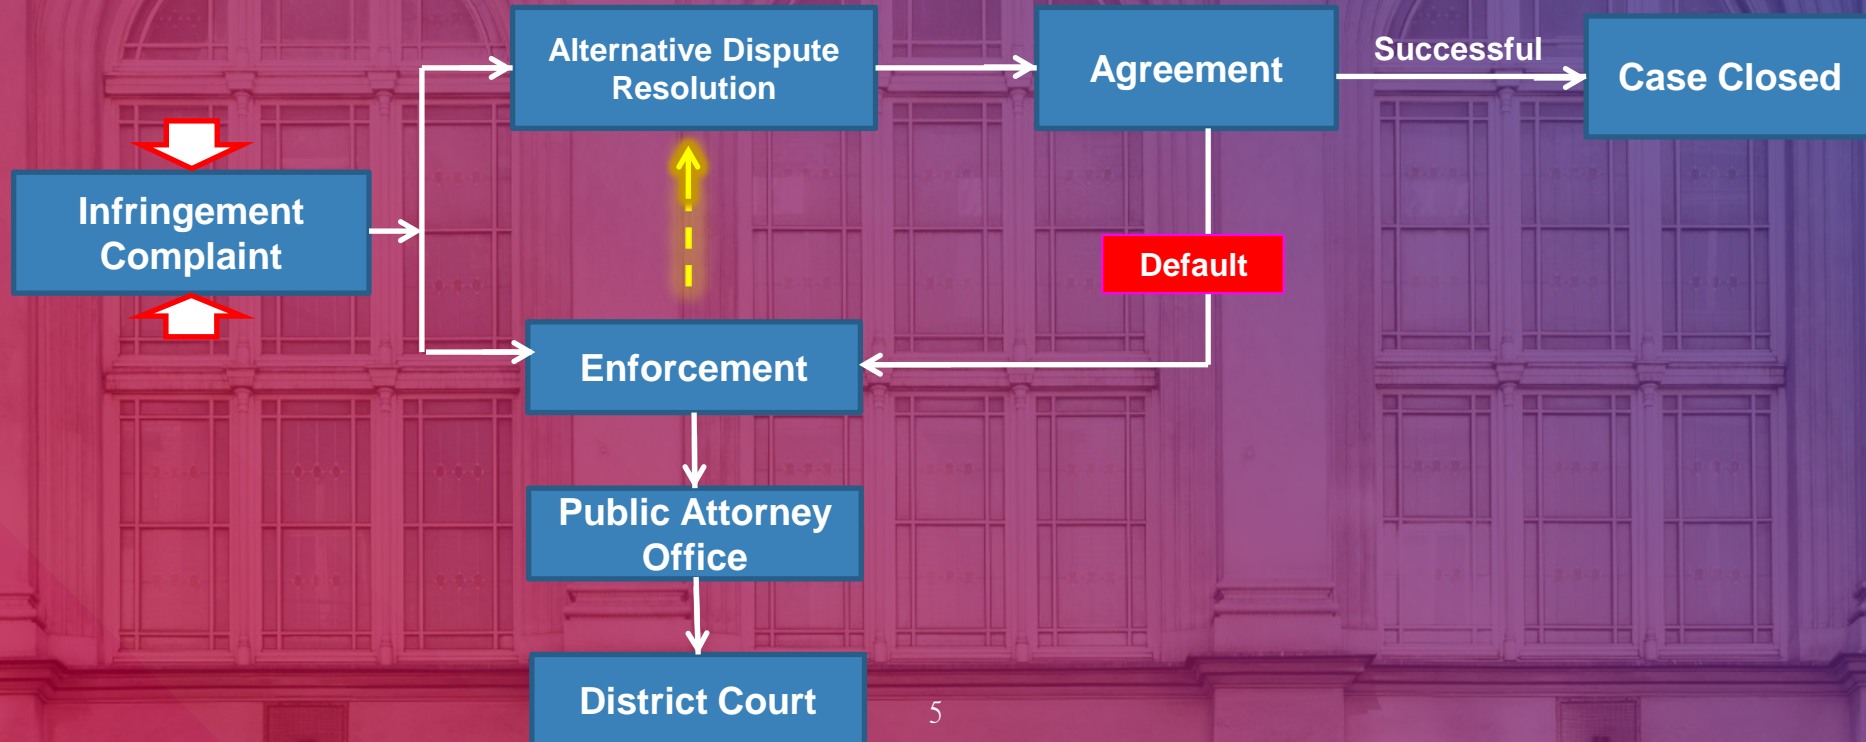 Alternative Dispute
Resolution
Agreement
Successful
Case Closed
Infringement
Complaint
Default
Enforcement
Public Attorney
Office
District Court
5